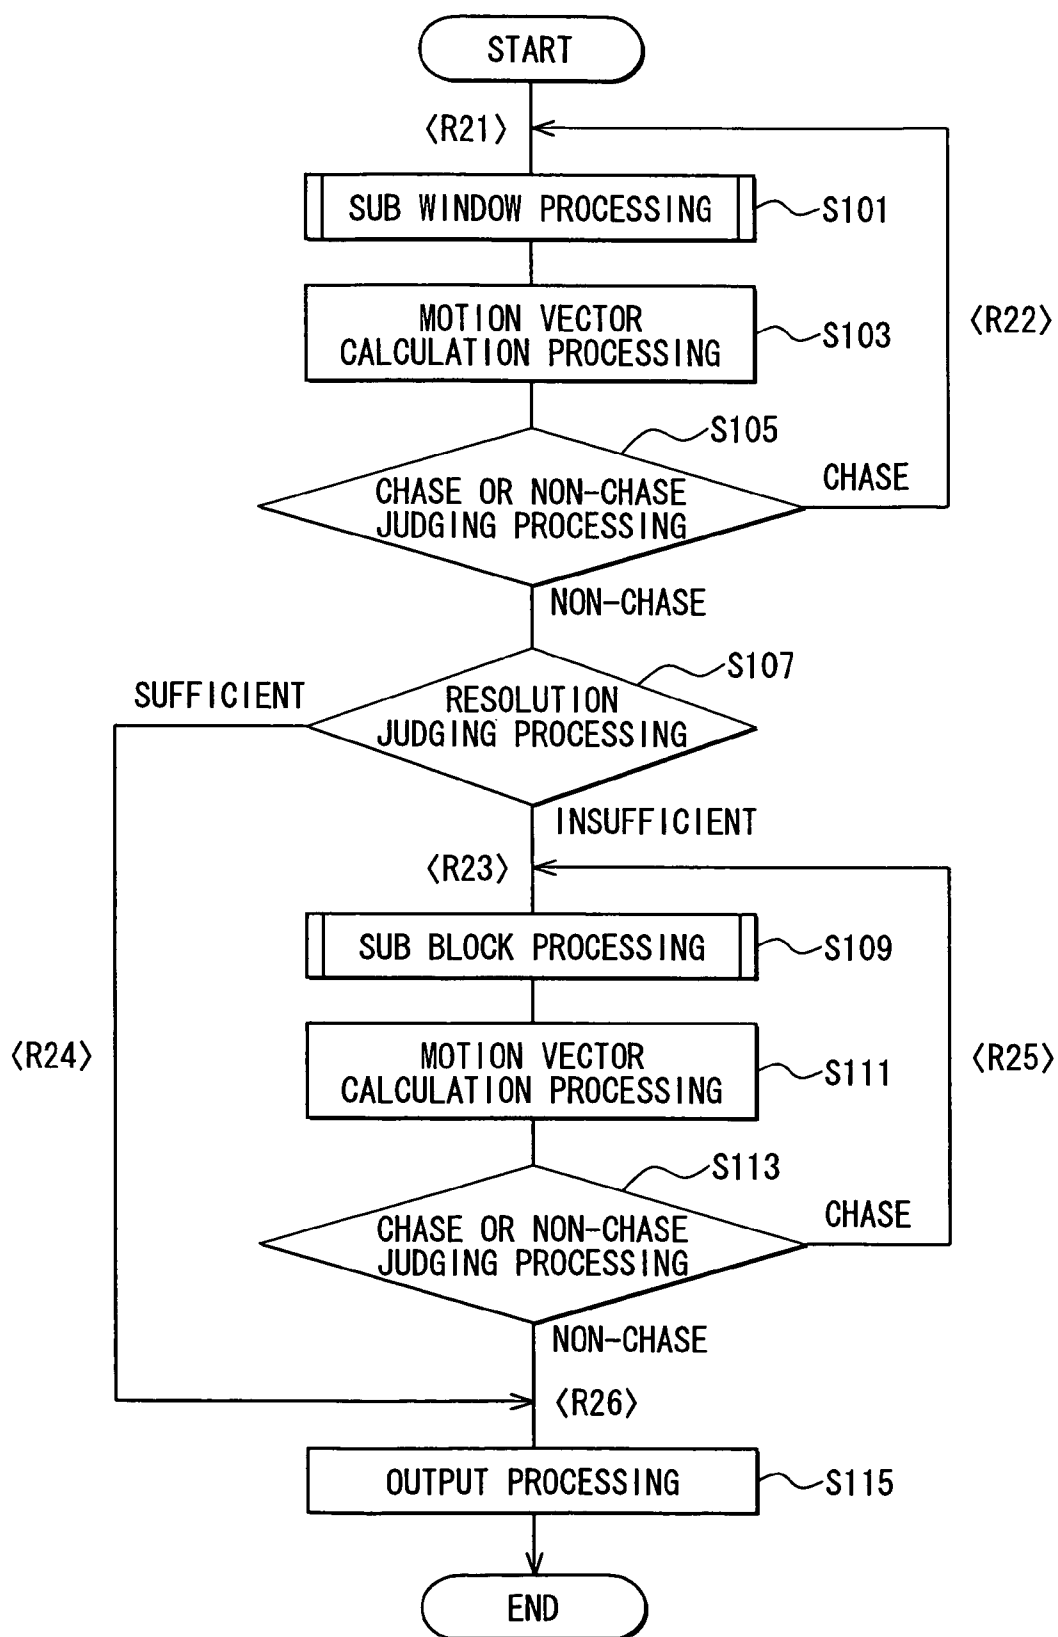 START
〈R21〉
SUB WINDOW PROCESSING
S101
MOTION VECTOR
CALCULATION PROCESSING
S103
〈R22〉
S105
CHASE OR NON-CHASE
JUDGING PROCESSING
CHASE
NON-CHASE
S107
SUFFICIENT
RESOLUTION
JUDGING PROCESSING
INSUFFICIENT
〈R23〉
SUB BLOCK PROCESSING
S109
〈R24〉
MOTION VECTOR
CALCULATION PROCESSING
S111
〈R25〉
S113
CHASE OR NON-CHASE
JUDGING PROCESSING
CHASE
NON-CHASE
〈R26〉
OUTPUT PROCESSING
S115
END